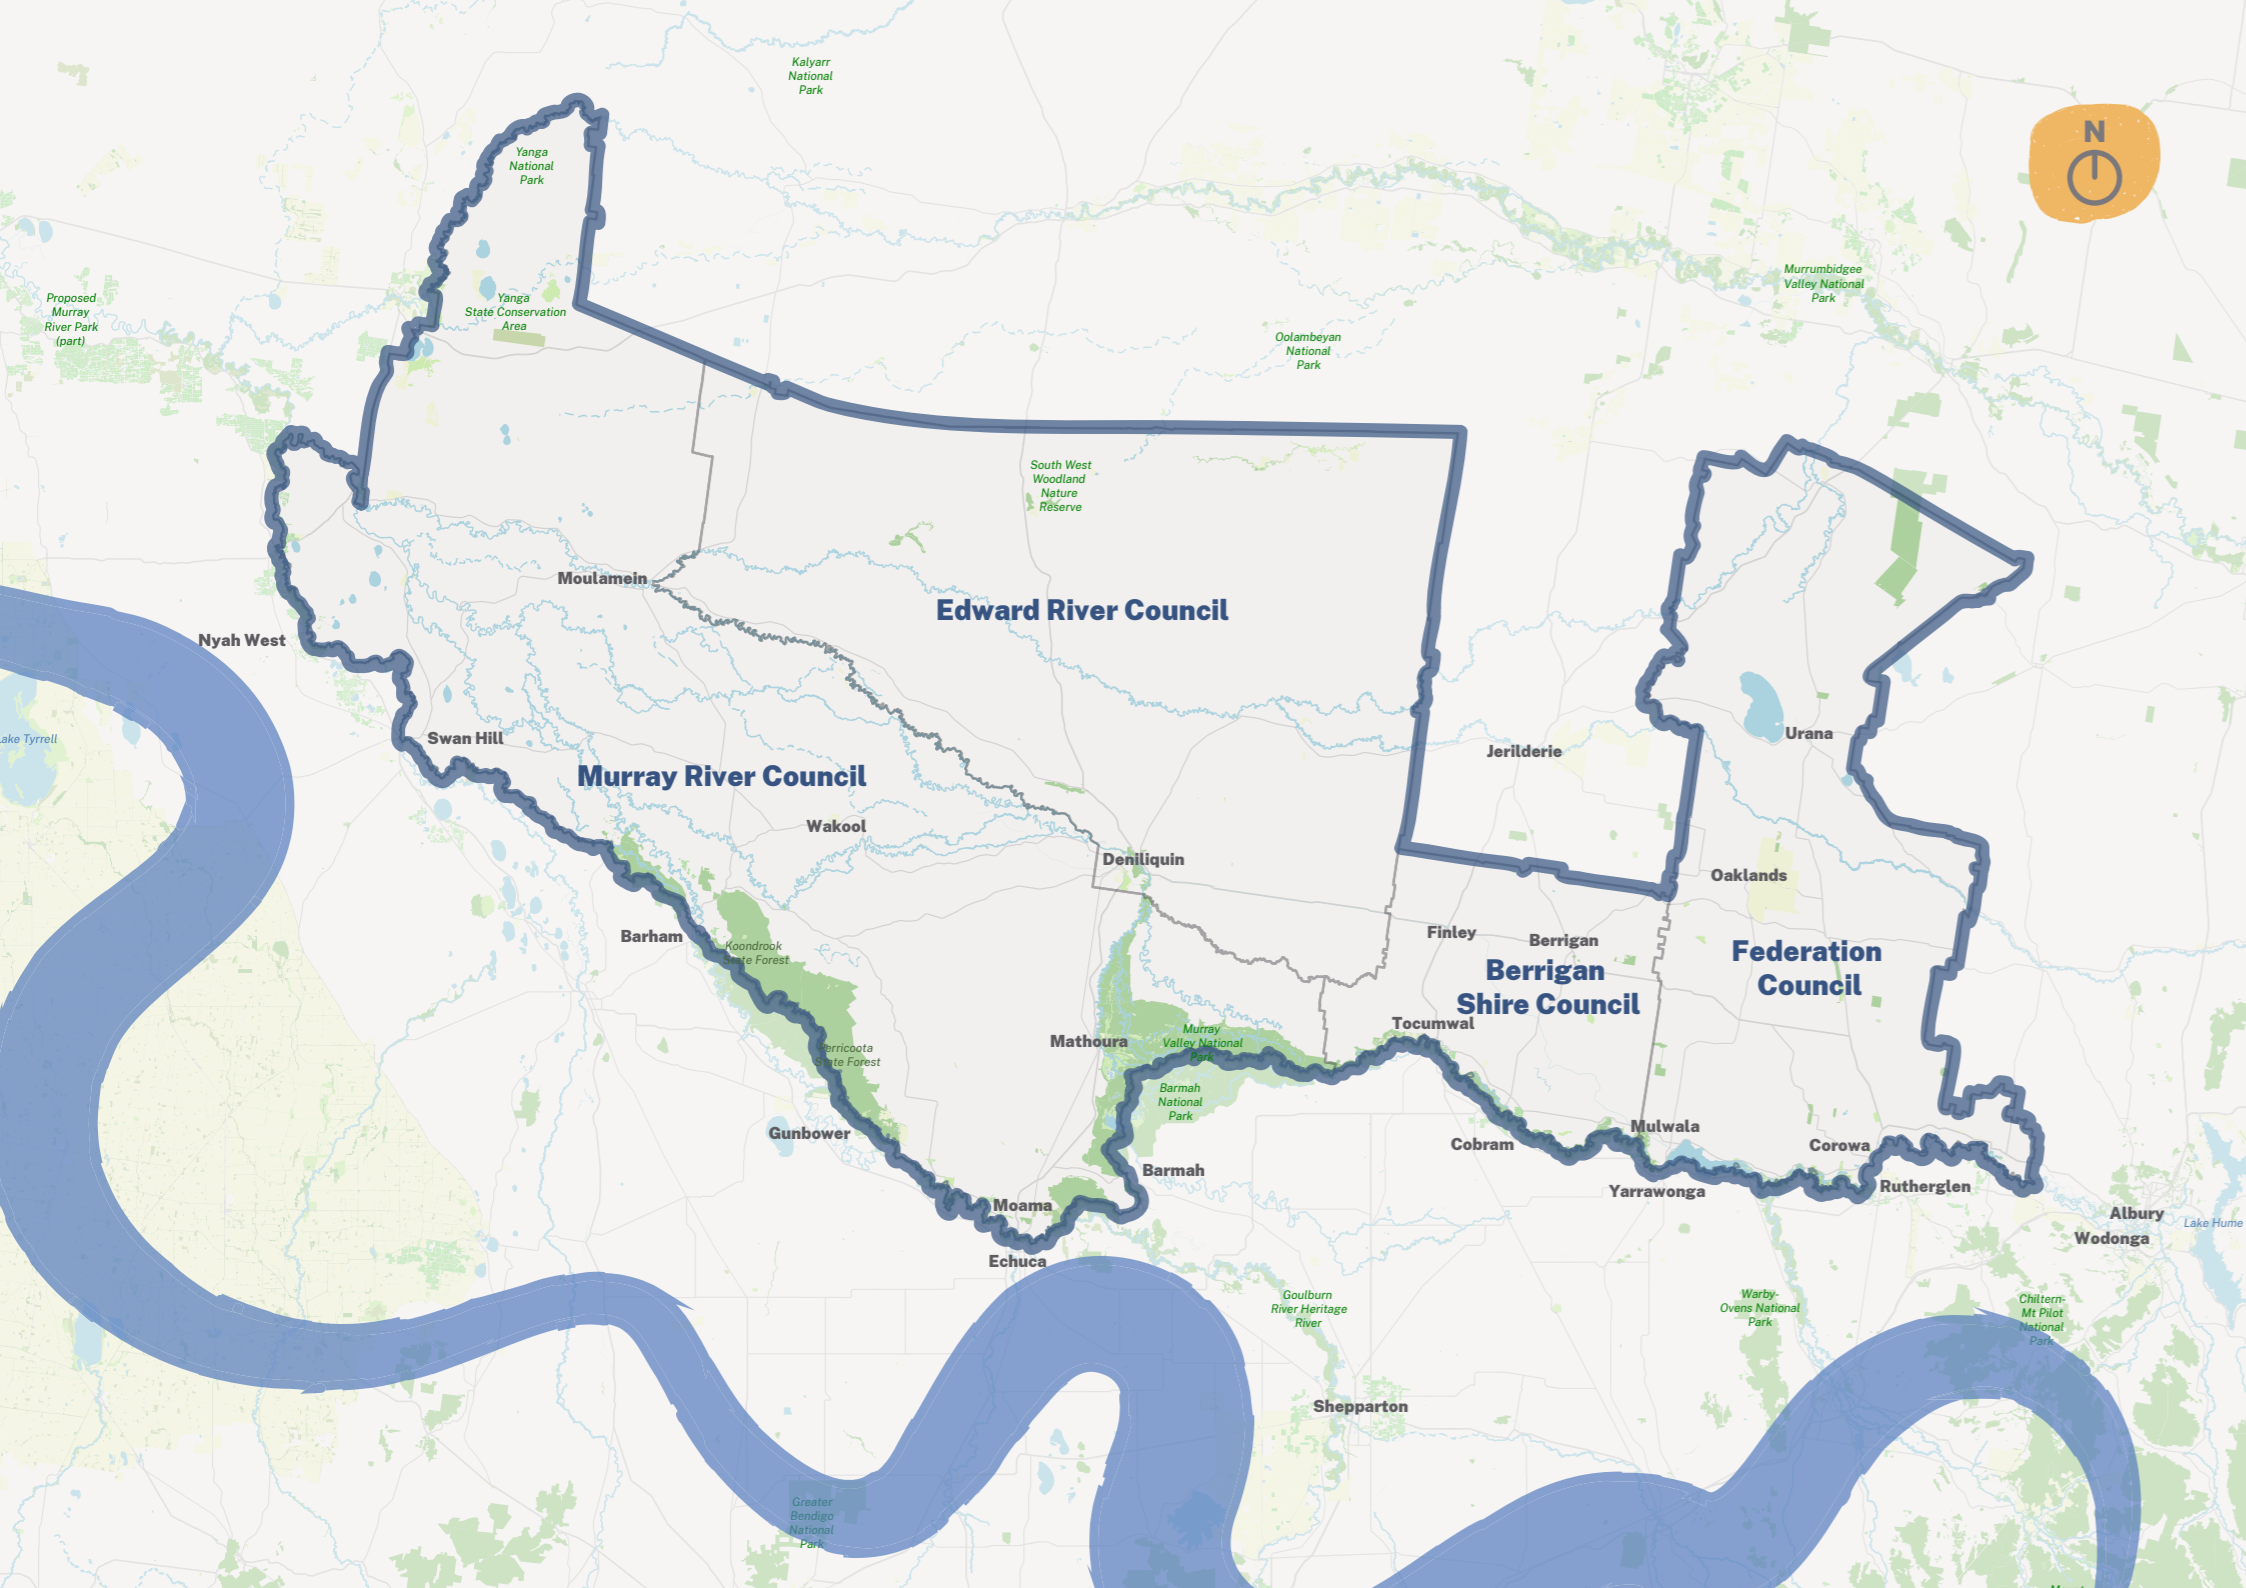 Kalyarr
National
Park
N
Yanga
National
Park
Murrumbidgee
Valley National
Park
Proposed
Murray
River Park
(part)
Yanga
State Conservation
Area
Oolambeyan
National
Park
South West
Woodland
Nature
Reserve
Moulamein
Edward River Council
Nyah West
Lake Tyrrell
Swan Hill
Urana
Jerilderie
Murray River Council
Wakool
Deniliquin
Oaklands
Barham
Koondrook
State Forest
Finley
Berrigan
Berrigan
Shire Council
Federation
Council
Tocumwal
Mathoura
Murray
Valley National
Park
Perricoota
State Forest
Barmah
National
Park
Gunbower
Mulwala
Cobram
Corowa
Barmah
Yarrawonga
Rutherglen
Moama
Albury
Lake Hume
Wodonga
Echuca
Goulburn
River Heritage
River
Warby-
Ovens National
Park
Chiltern-
Mt Pilot
National
Park
Shepparton
Greater
Bendigo
National
Park